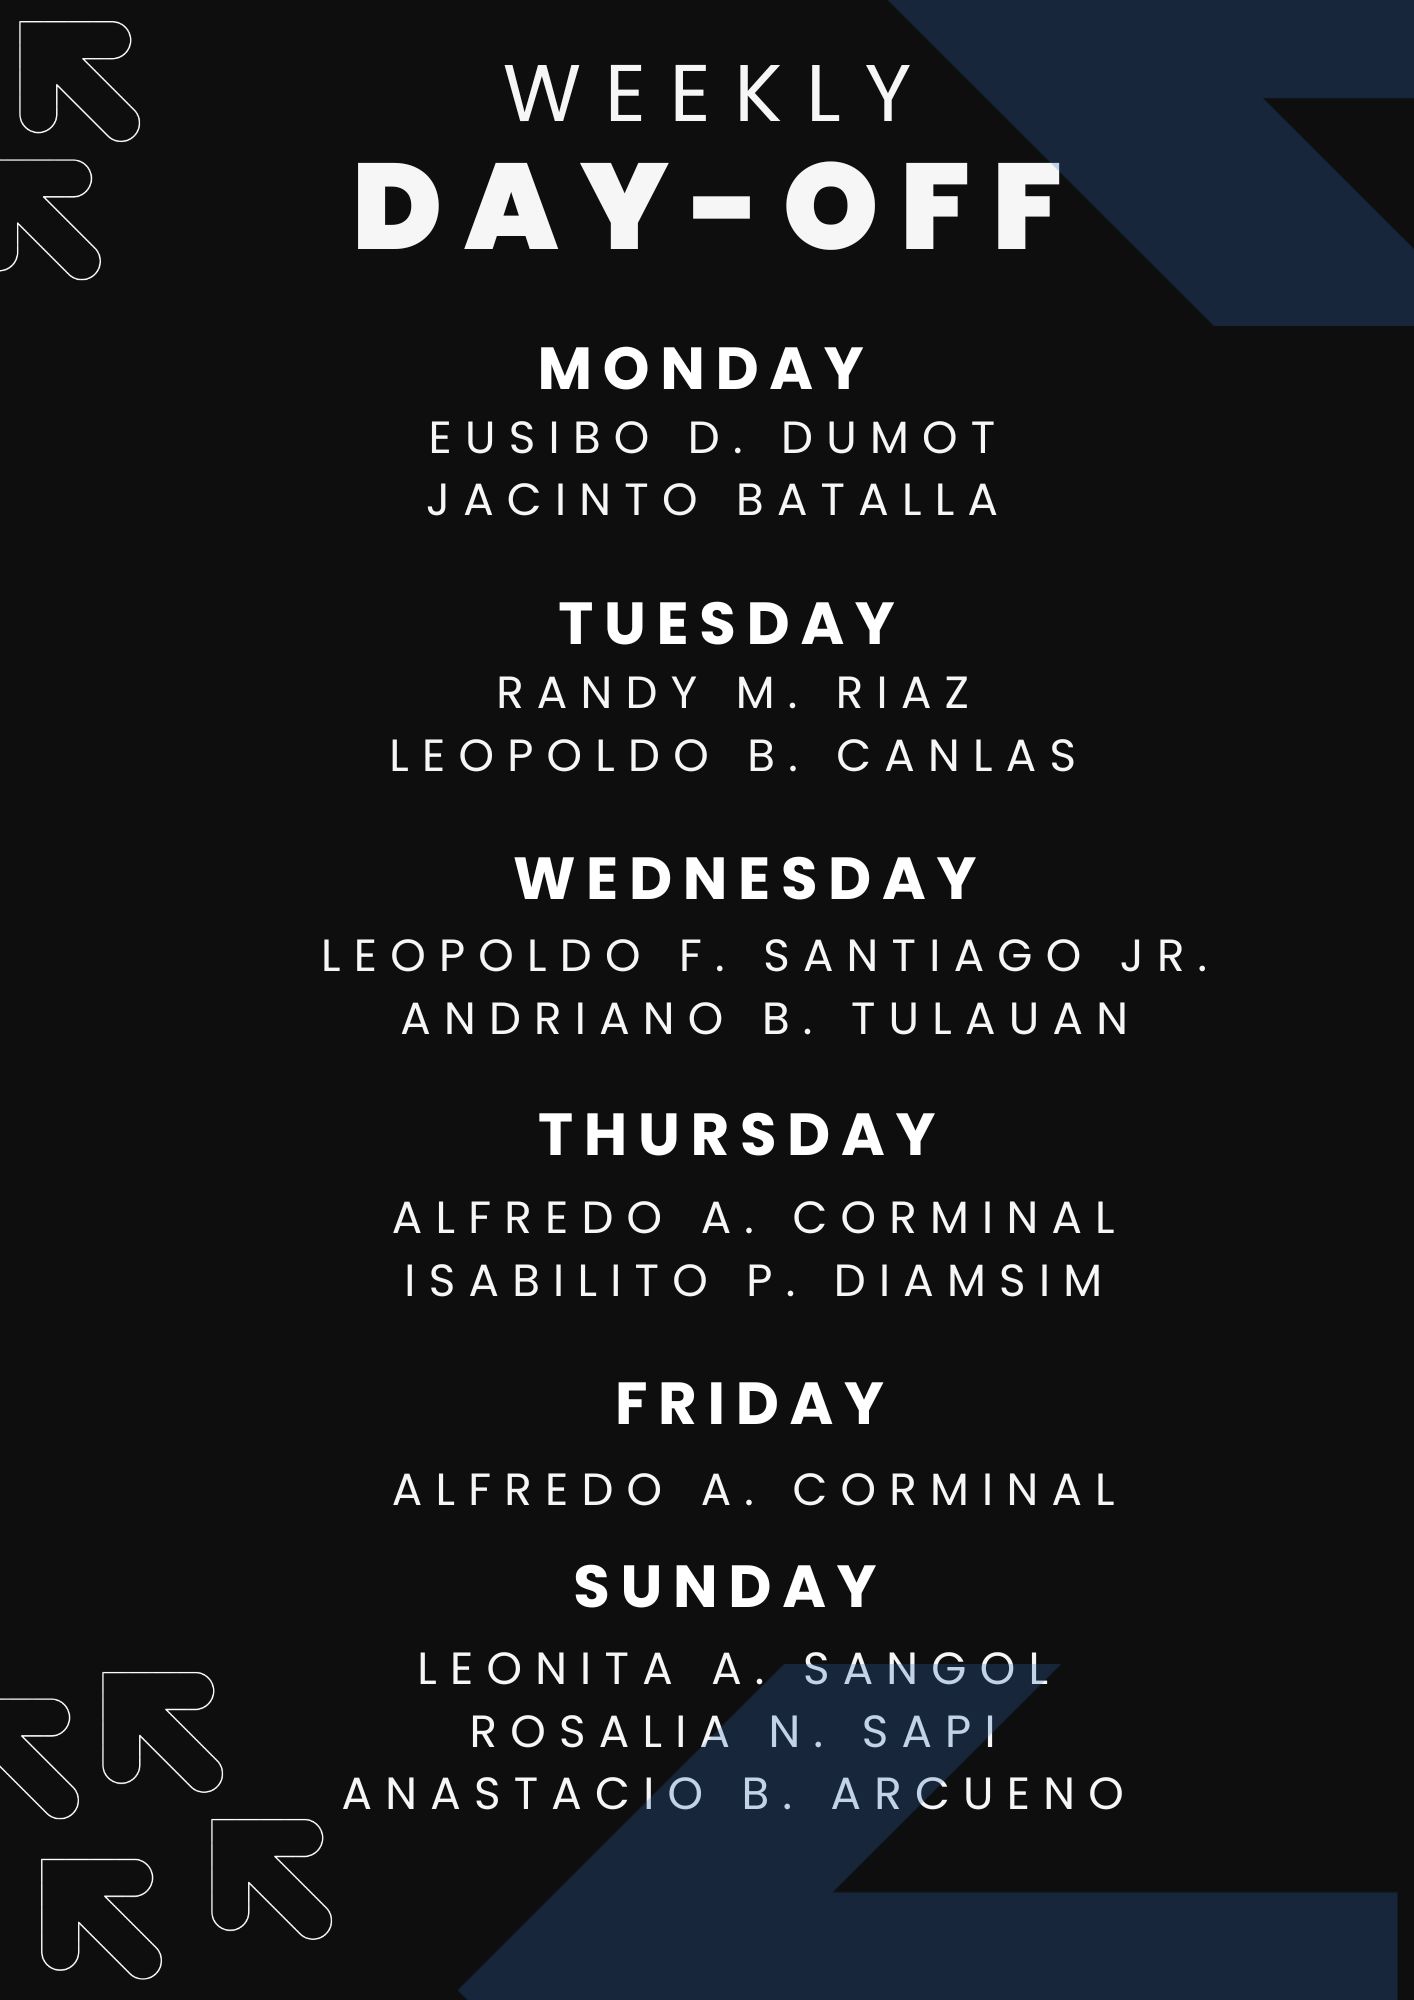 WEEKLY
DAY-OFF
MONDAY
EUSIBO D. DUMOT
JACINTO BATALLA
TUESDAY
RANDY M. RIAZ
LEOPOLDO B. CANLAS
WEDNESDAY
LEOPOLDO F. SANTIAGO JR.
ANDRIANO B. TULAUAN
THURSDAY
ALFREDO A. CORMINAL
ISABILITO P. DIAMSIM
FRIDAY
ALFREDO A. CORMINAL
SUNDAY
LEONITA A. SANGOL
ROSALIA N. SAPI
ANASTACIO B. ARCUENO